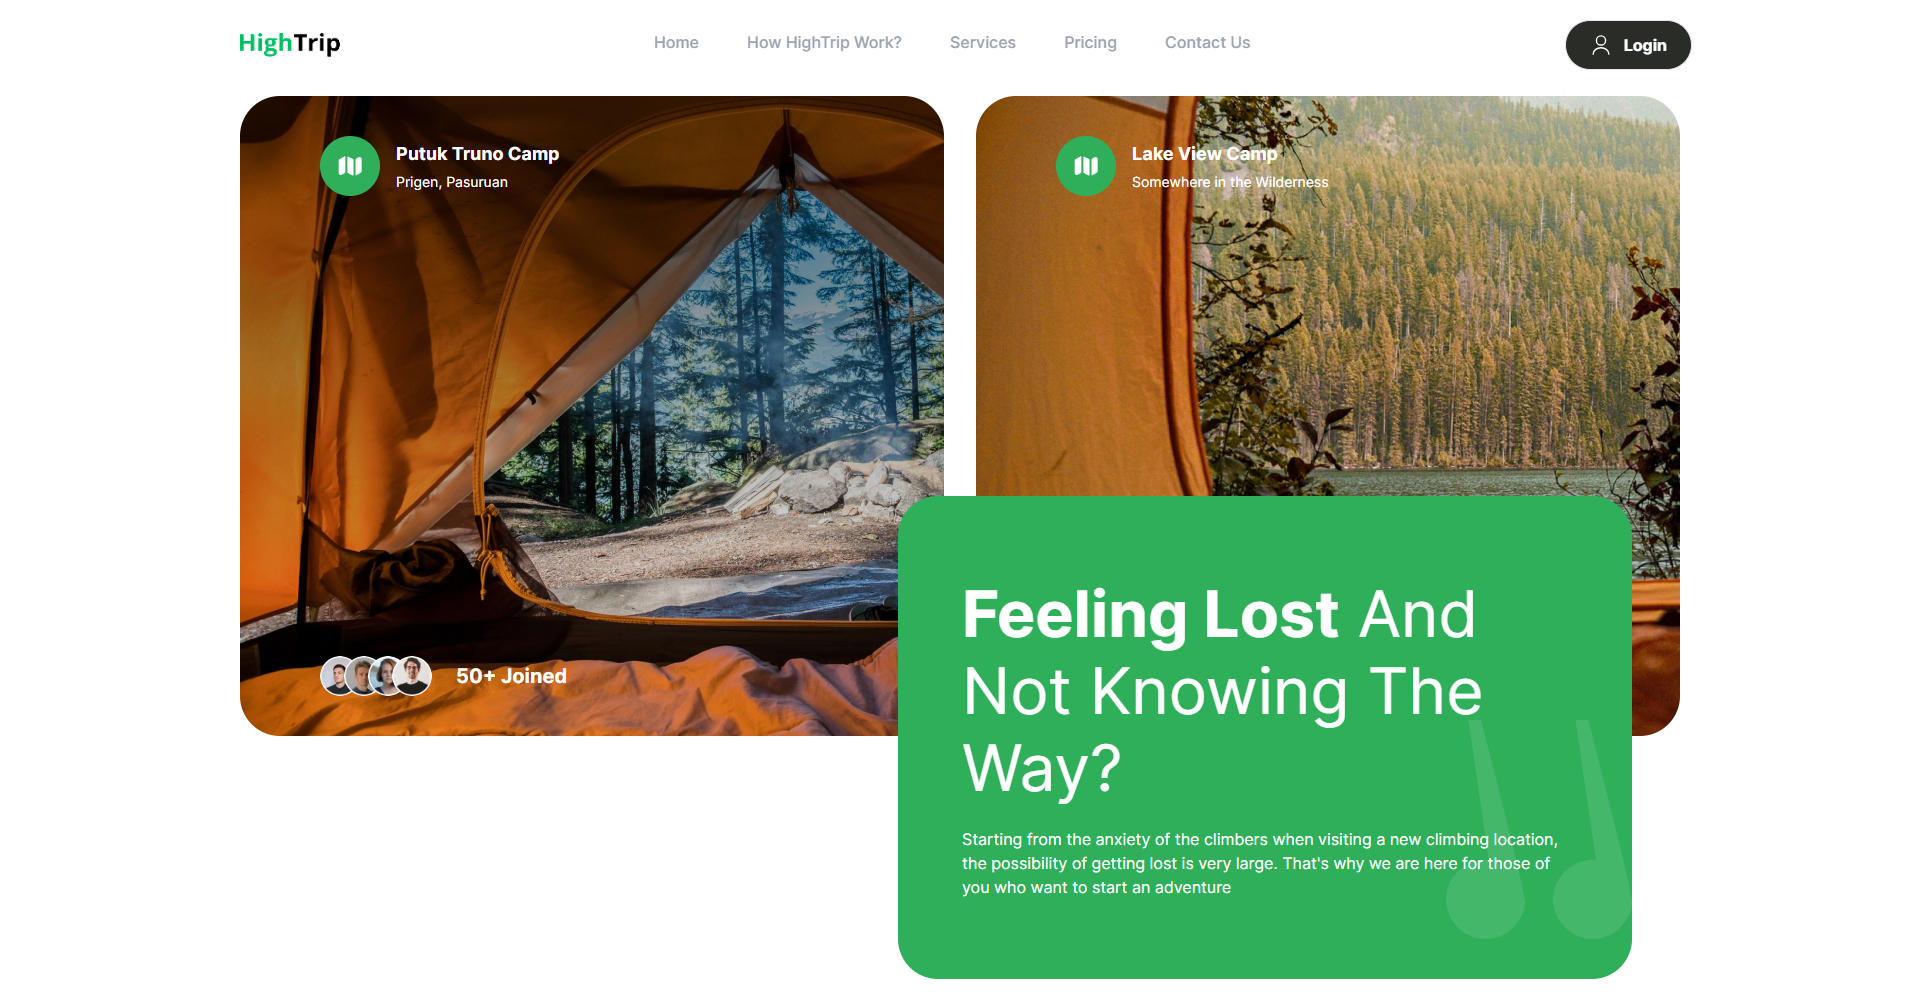 HighTrip
Home
How HighTrip Work?
Services
Pricing
Contact Us
Login
Putuk Truno Camp
Prigen, Pasuruan
Lake View Camp
Somewhere in the Wilderness
50+ Joined
Feeling Lost And
Not Knowing The
Way?
Starting from the anxiety of the climbers when visiting a new climbing location,
the possibility of getting lost is very large. That's why we are here for those of
you who want to start an adventure